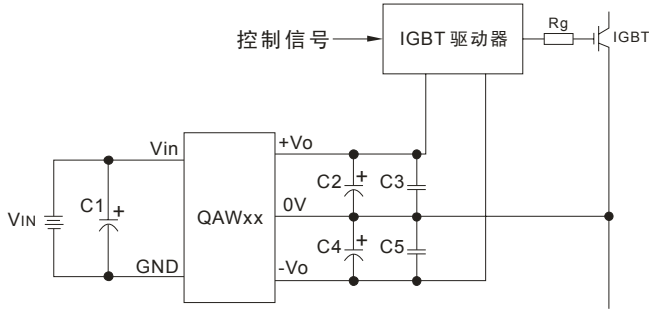 Rg
控制信号
IGBT 驱动器
IGBT
Vin
+Vo
C2
+
C3
C1
+
VIN
QAWxx
0V
C4
+
C5
GND
-Vo